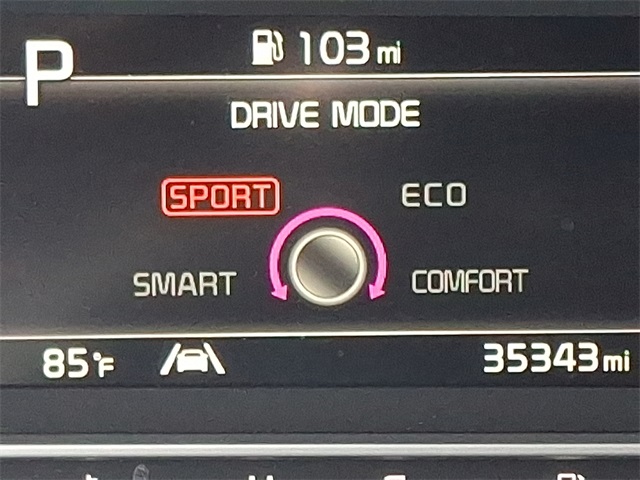 P
103 mi
DRIVE MODE
SPORT ECO
SMART COMFORT
85°F 35343 mi